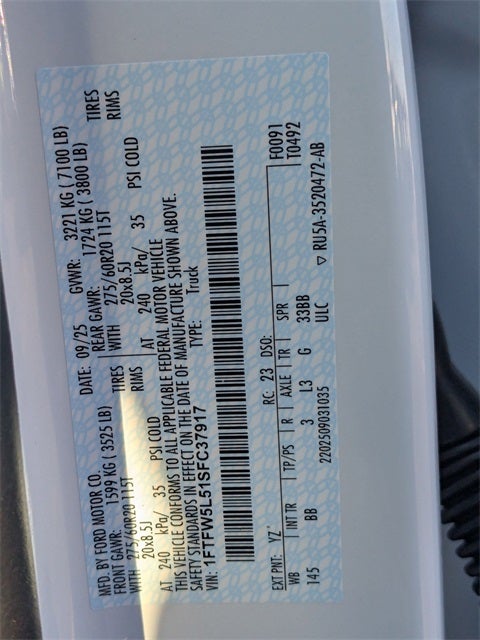 MFD. BY FORD MOTOR CO.
DATE: 09/25 GVWR: 3221 KG ( 7100 LB)
FRONT GAWR: 1599 KG ( 3525 LB) REAR GAWR: 1724 KG ( 3800 LB)
WITH 275/60R20 115T TIRES WITH 275/60R20 115T TIRES
20x8.5J RIMS 20x8.5J RIMS
AT 240 kPa/ 35 PSI COLD AT 240 kPa/ 35 PSI COLD
THIS VEHICLE CONFORMS TO ALL APPLICABLE FEDERAL MOTOR VEHICLE
SAFETY STANDARDS IN EFFECT ON THE DATE OF MANUFACTURE SHOWN ABOVE.
VIN: 1FTFW5L51SFC37917 TYPE: Truck
F0091
EXT PNT: YZ RC: 23 DSO: T0492
WB | INT TR | TP/PS | R | AXLE | TR | SPR
145 BB 3 L3 G 33BB
2202509031035 ULC ▽ RU5A-3520472-AB